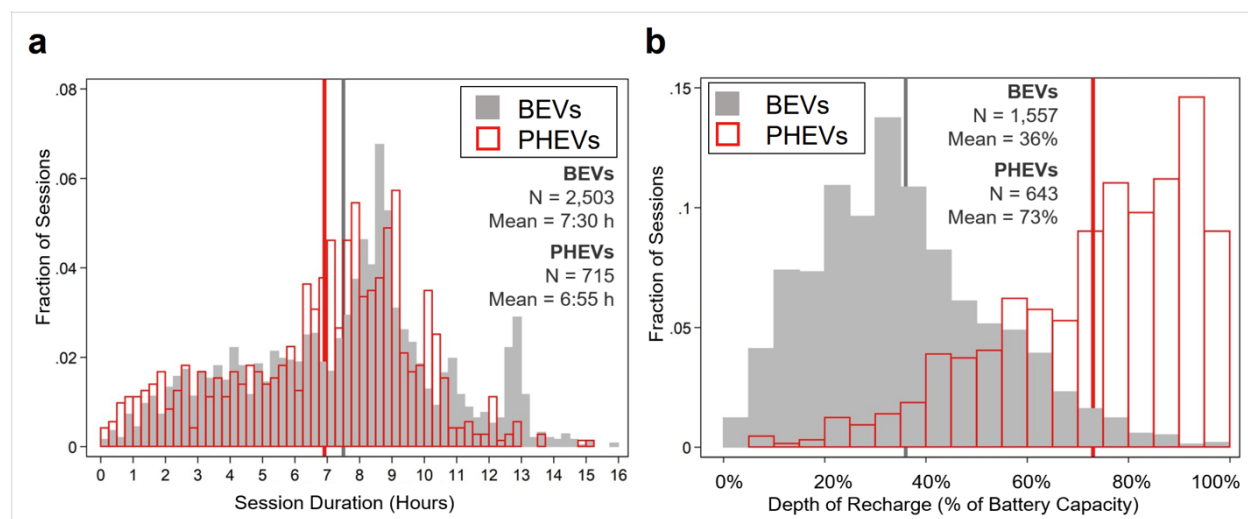 a
.08
.06
.04
.02
0
Fraction of Sessions
BEVs
PHEVs
BEVs
N = 2,503
Mean = 7:30 h
PHEVs
N = 715
Mean = 6:55 h
0 1 2 3 4 5 6 7 8 9 10 11 12 13 14 15 16
Session Duration (Hours)
b
.15
.1
.05
0
Fraction of Sessions
BEVs
PHEVs
BEVs
N = 1,557
Mean = 36%
PHEVs
N = 643
Mean = 73%
0% 20% 40% 60% 80% 100%
Depth of Recharge (% of Battery Capacity)